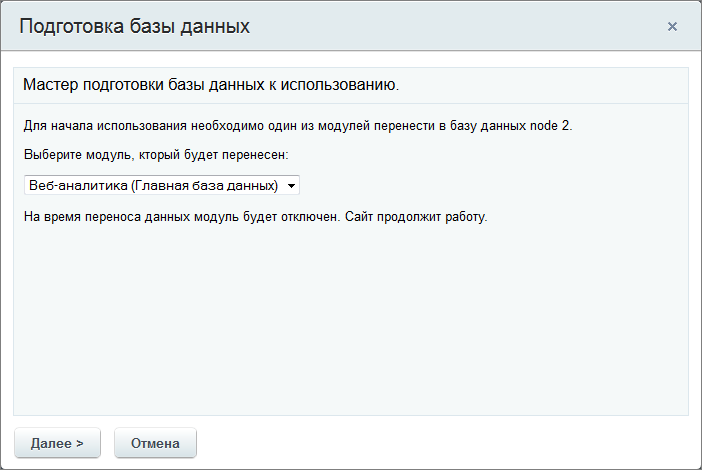 Подготовка базы данных
Мастер подготовки базы данных к использованию.
Для начала использования необходимо один из модулей перенести в базу данных node 2.
Выберите модуль, кторый будет перенесен:
Веб-аналитика (Главная база данных)
На время переноса данных модуль будет отключен. Сайт продолжит работу.
Далее > Отмена